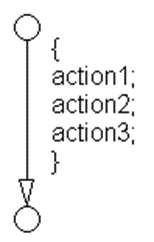 {
action1;
action2;
action3;
}